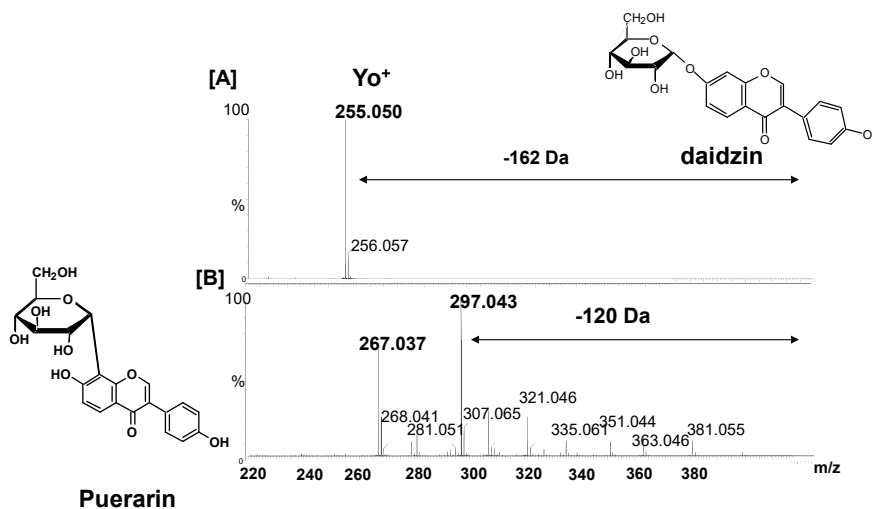 CH₂OH
O
OH
OH
OH
O
O
O
O
daidzin
[A]
Yo⁺
100
255.050
-162 Da
%
256.057
0
[B]
100
297.043
-120 Da
267.037
%
268.041
281.051
307.065
321.046
335.061
351.044
363.046
381.055
0
220 240 260 280 300 320 340 360 380 m/z
CH₂OH
O
OH
OH
HO
HO
O
O
OH
Puerarin